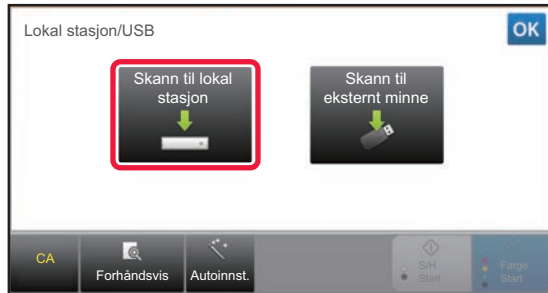 Lokal stasjon/USB
OK
Skann til lokal
stasjon
Skann til
eksternt minne
CA
Forhåndsvis
Autoinnst.
S/H
Start
Farge
Start